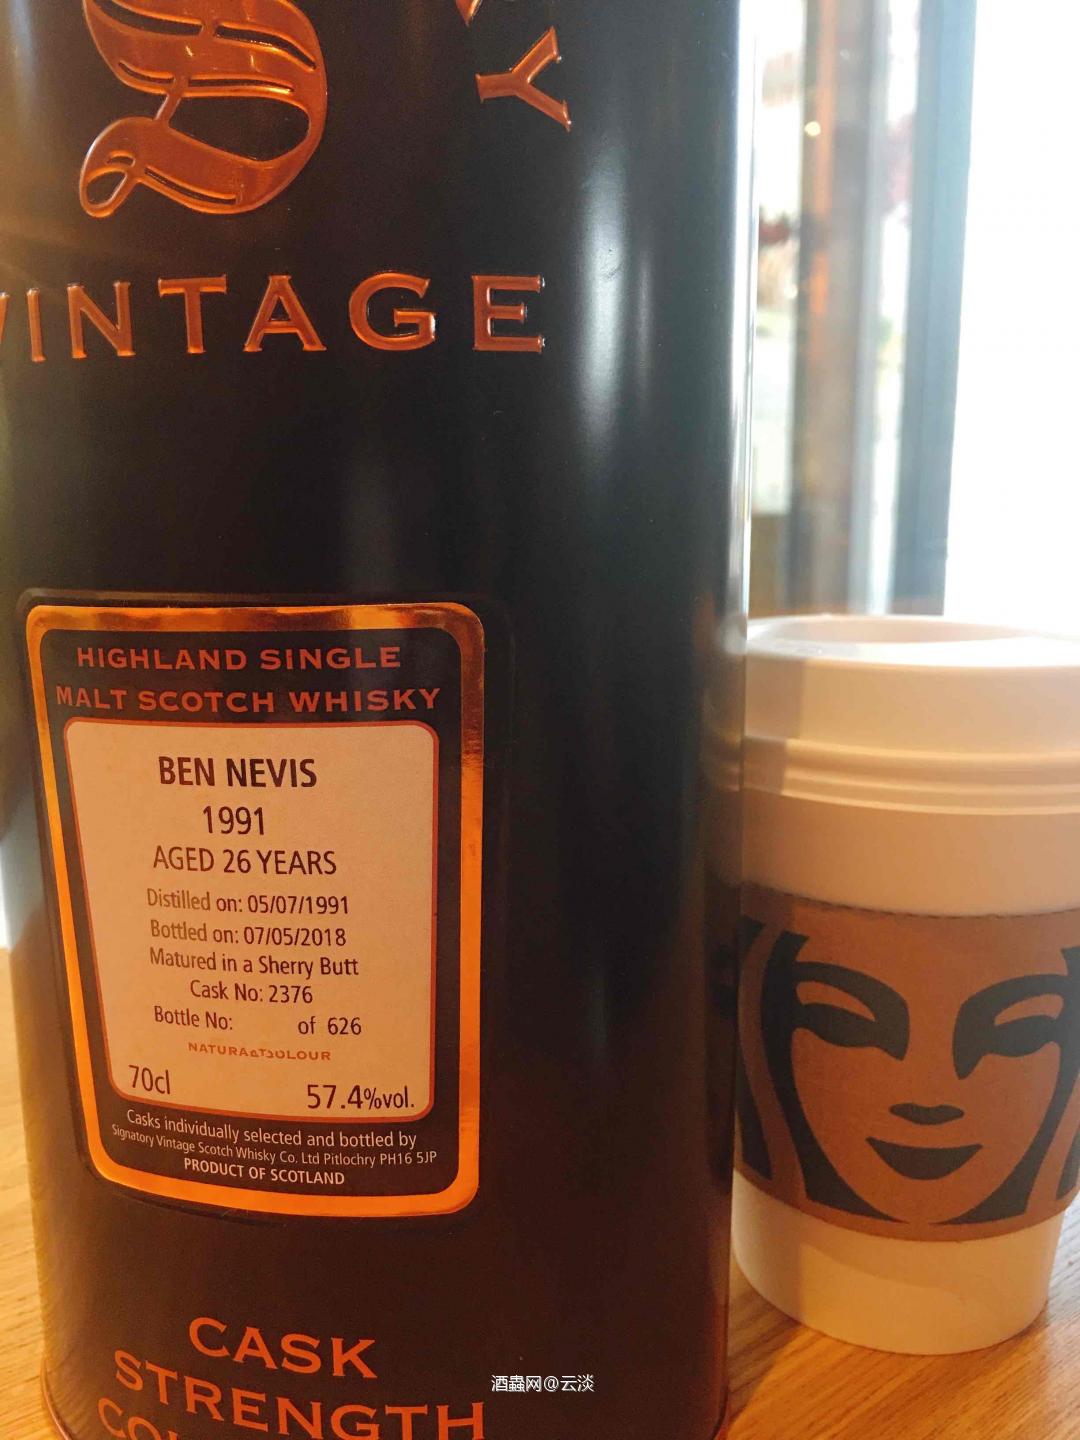 S
Y
VINTAGE
HIGHLAND SINGLE
MALT SCOTCH WHISKY
BEN NEVIS
1991
AGED 26 YEARS
Distilled on: 05/07/1991
Bottled on: 07/05/2018
Matured in a Sherry Butt
Cask No: 2376
Bottle No: of 626
70cl
57.4%vol.
Casks individually selected and bottled by
Signatory Vintage Scotch Whisky Co. Ltd Pitlochry PH16 5JP
PRODUCT OF SCOTLAND
CASK
STRENGTH
酒蟲网@云淡